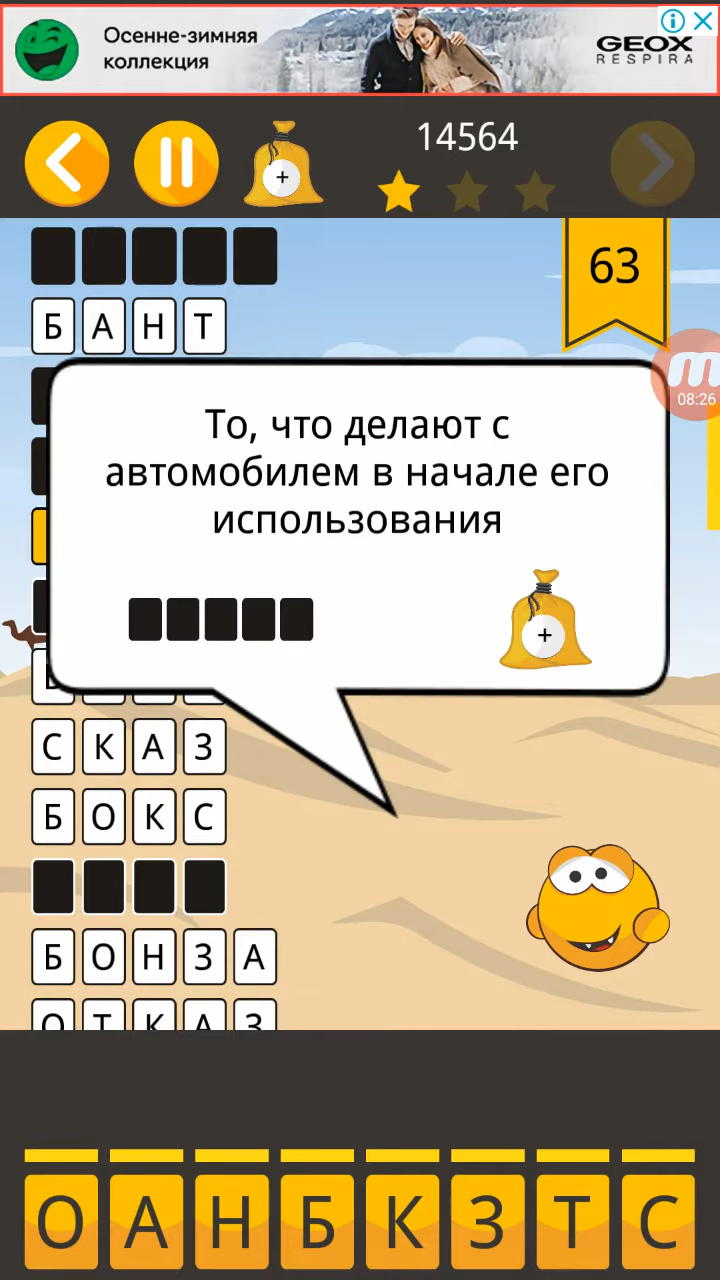 Осенне-зимняя
коллекция
GEOX
RESPIRA
14564
63
БАНТ
08:26
То, что делают с
автомобилем в начале его
использования
СКАЗ
БОКС
БОНЗА
ОТКАЗ
О А Н Б К З Т С